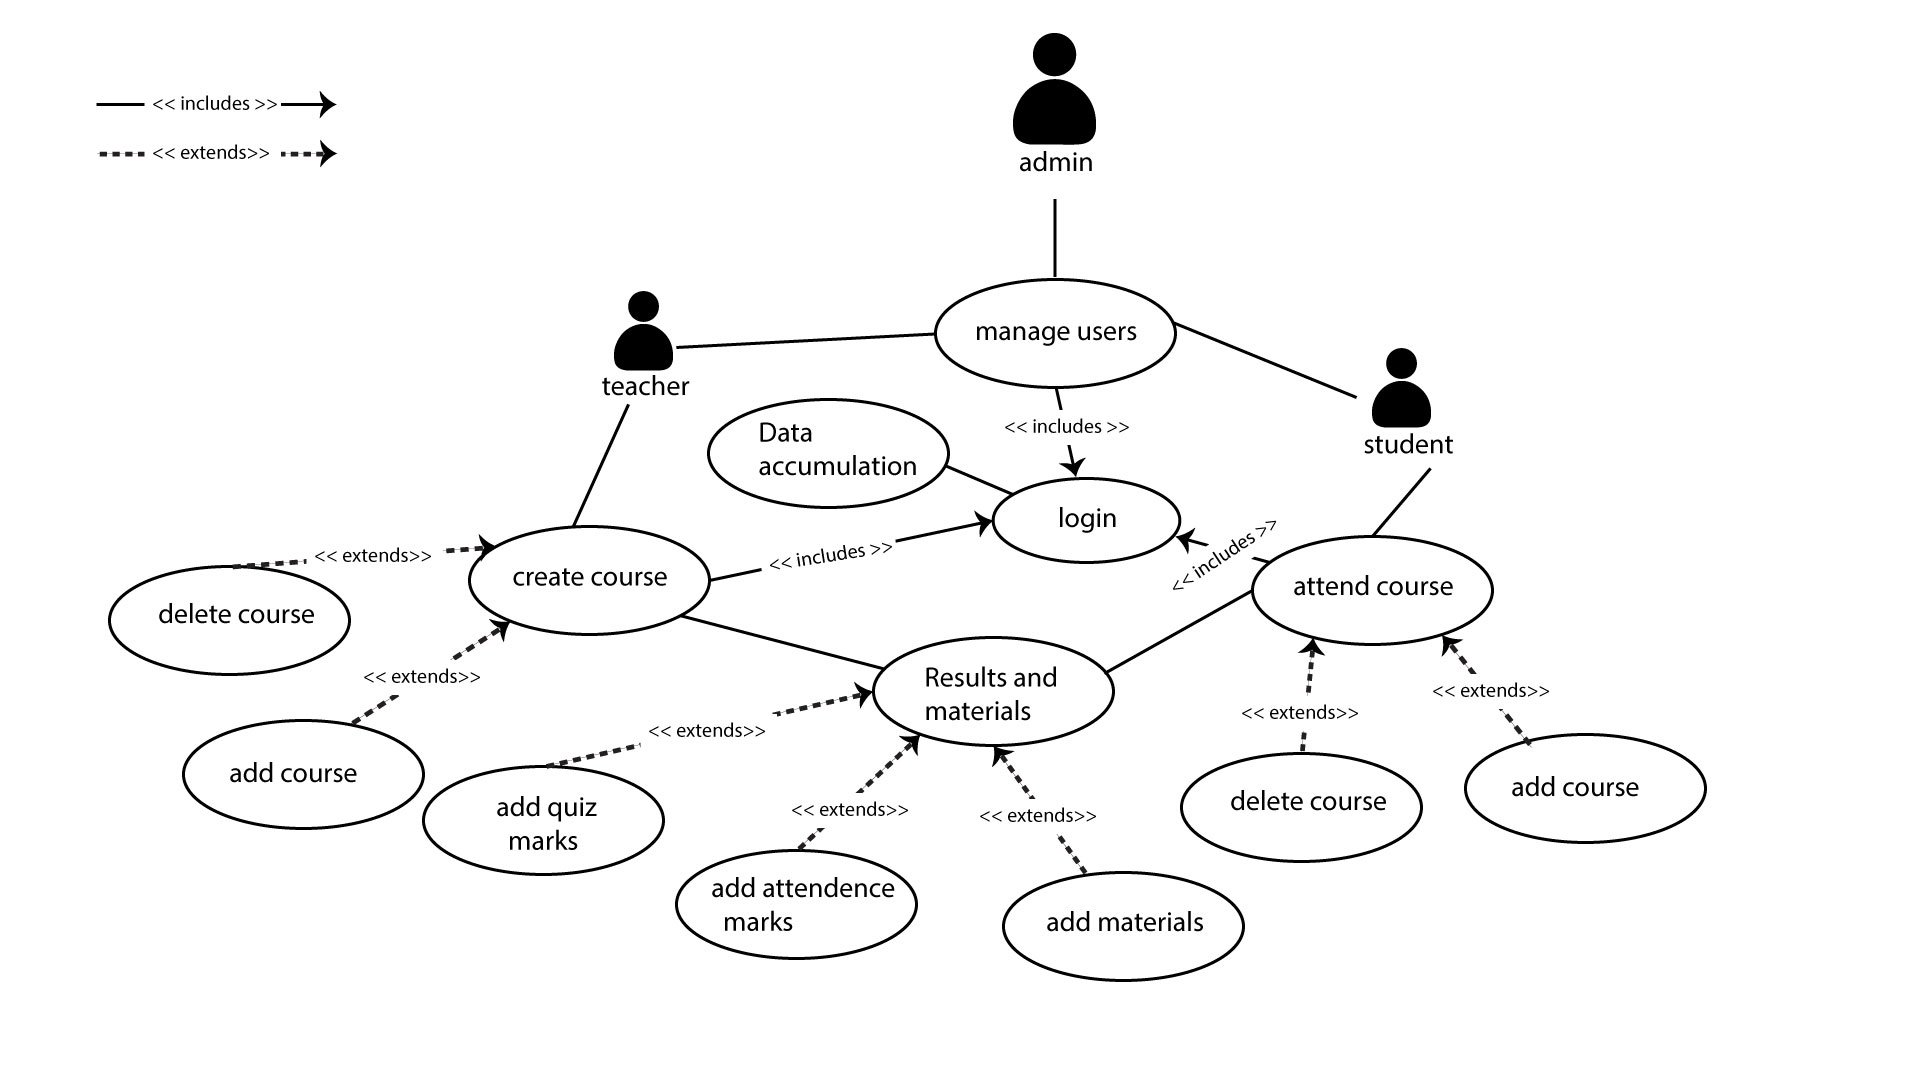 << includes >>
<< extends>>
admin
manage users
teacher
student
<< includes >>
Data
accumulation
login
<< includes >>
<< includes >>
<< extends>>
create course
attend course
delete course
<< extends>>
Results and
materials
<< extends>>
<< extends>>
<< extends>>
add course
add quiz
marks
<< extends>>
<< extends>>
delete course
add course
add attendence
marks
add materials